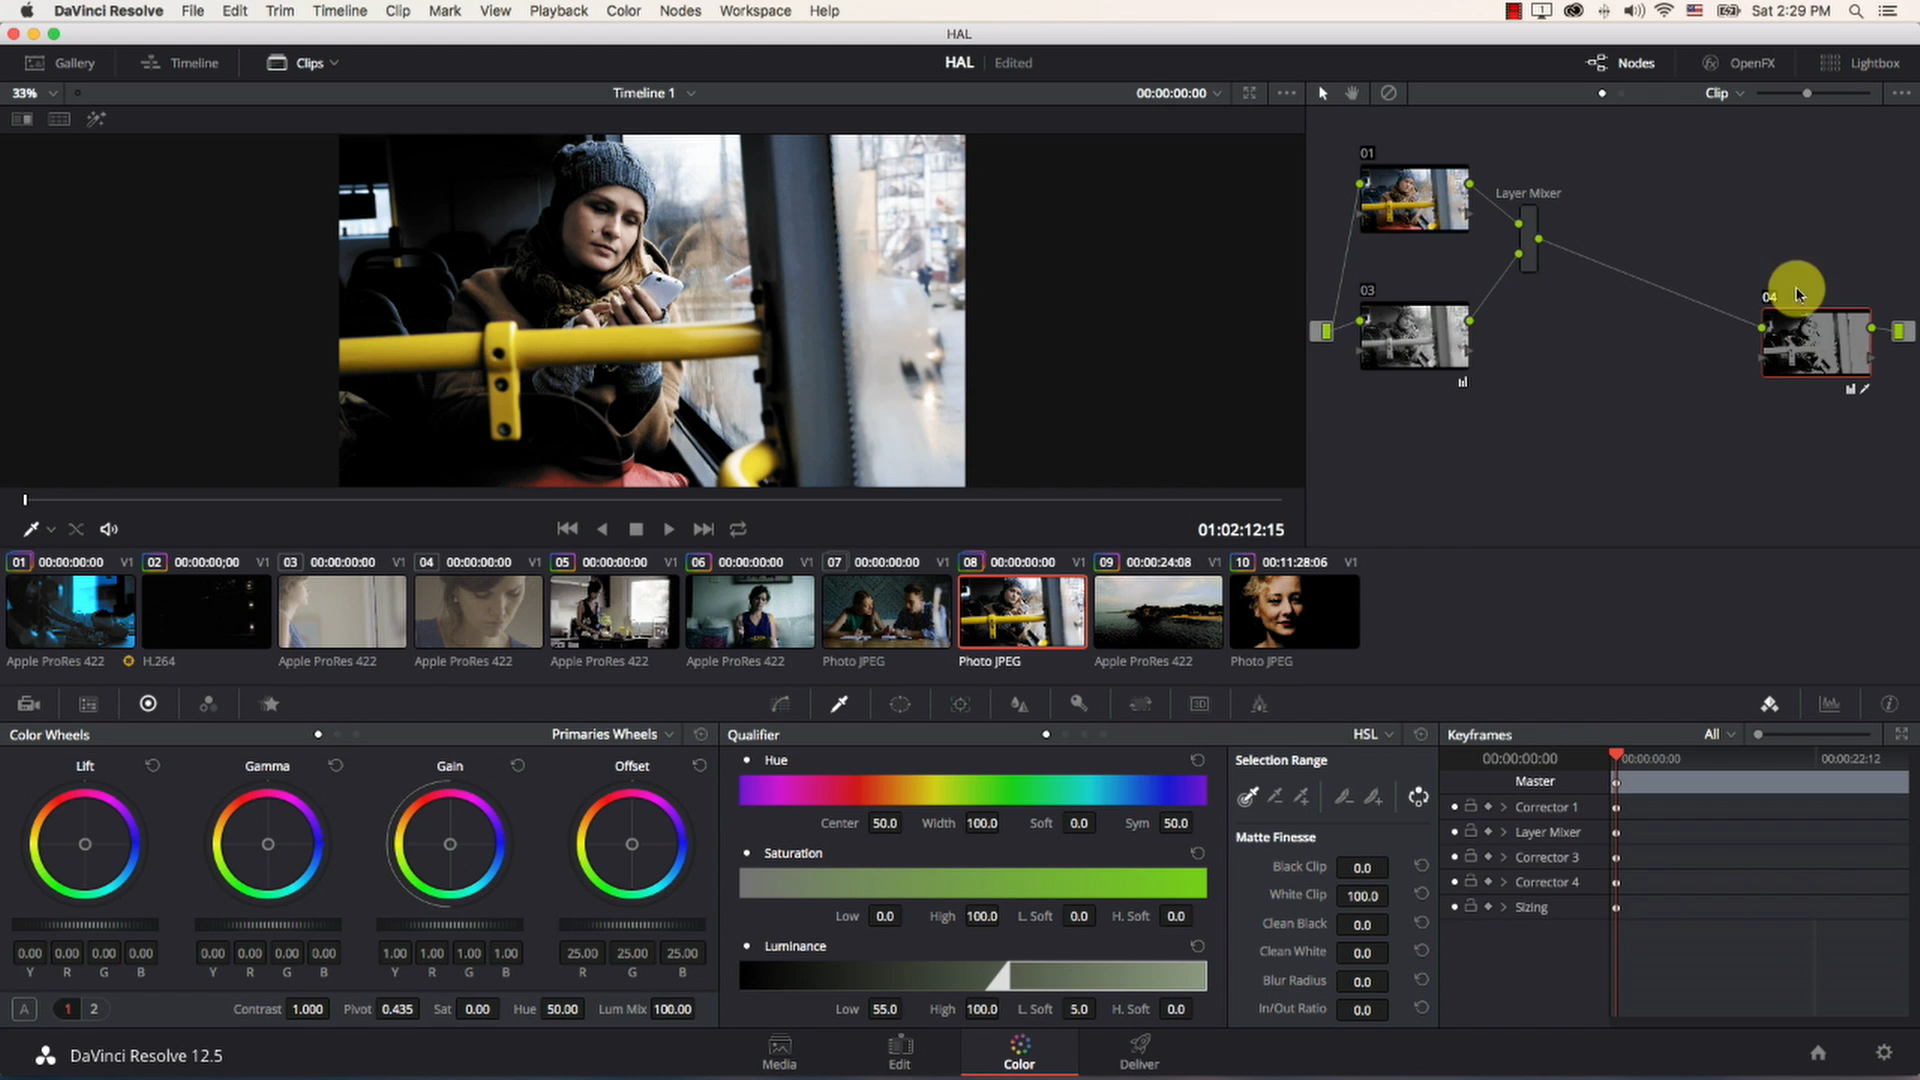 DaVinci Resolve File Edit Trim Timeline Clip Mark View Playback Color Nodes Workspace Help Sat 2:29 PM
HAL
Gallery Timeline Clips HAL Edited Nodes OpenFX Lightbox
33% Timeline 1 00:00:00:00 Clip
01
Layer Mixer
03
04
01:02:12:15
01 00:00:00:00 V1 02 00:00:00;00 V1 03 00:00:00:00 V1 04 00:00:00:00 V1 05 00:00:00:00 V1 06 00:00:00:00 V1 07 00:00:00:00 V1 08 00:00:00:00 V1 09 00:00:24:08 V1 10 00:11:28:06 V1
Apple ProRes 422 H.264 Apple ProRes 422 Apple ProRes 422 Apple ProRes 422 Apple ProRes 422 Photo JPEG Photo JPEG Apple ProRes 422 Photo JPEG
3D
Color Wheels Primaries Wheels Qualifier HSL Keyframes All
Lift Gamma Gain Offset
Hue
Center 50.0 Width 100.0 Soft 0.0 Sym 50.0
Saturation
Low 0.0 High 100.0 L. Soft 0.0 H. Soft 0.0
Luminance
Low 55.0 High 100.0 L. Soft 5.0 H. Soft 0.0
Selection Range
Matte Finesse
Black Clip 0.0
White Clip 100.0
Clean Black 0.0
Clean White 0.0
Blur Radius 0.0
In/Out Ratio 0.0
00:00:00:00 00:00:00:00 00:00:22:12
Master
Corrector 1
Layer Mixer
Corrector 3
Corrector 4
Sizing
0.00 0.00 0.00 0.00 0.00 0.00 0.00 0.00 1.00 1.00 1.00 1.00 25.00 25.00 25.00
Y R G B Y R G B Y R G B R G B
A 1 2 Contrast 1.000 Pivot 0.435 Sat 0.00 Hue 50.00 Lum Mix 100.00
DaVinci Resolve 12.5 Media Edit Color Deliver